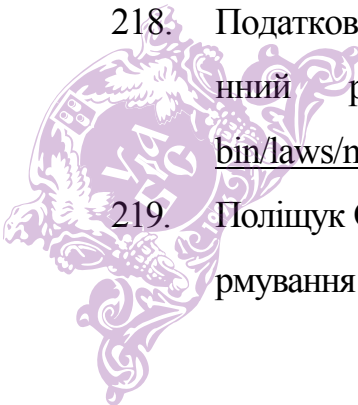 218. Податков
нний р
bin/laws/n
219. Поліщук
рмування